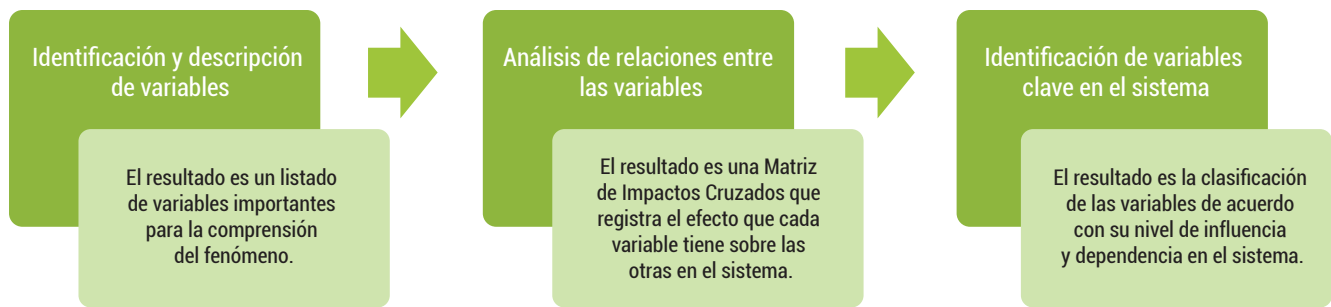 Identificación y descripción
de variables
El resultado es un listado
de variables importantes
para la comprensión
del fenómeno.
Análisis de relaciones entre
las variables
El resultado es una Matriz
de Impactos Cruzados que
registra el efecto que cada
variable tiene sobre las
otras en el sistema.
Identificación de variables
clave en el sistema
El resultado es la clasificación
de las variables de acuerdo
con su nivel de influencia
y dependencia en el sistema.